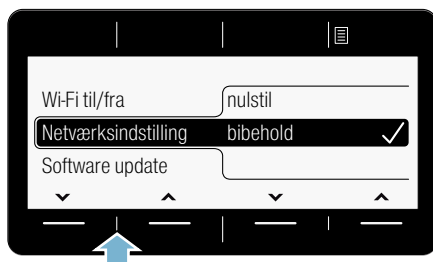 Wi-Fi til/fra
nulstil
Netværksindstilling
bibehold
Software update